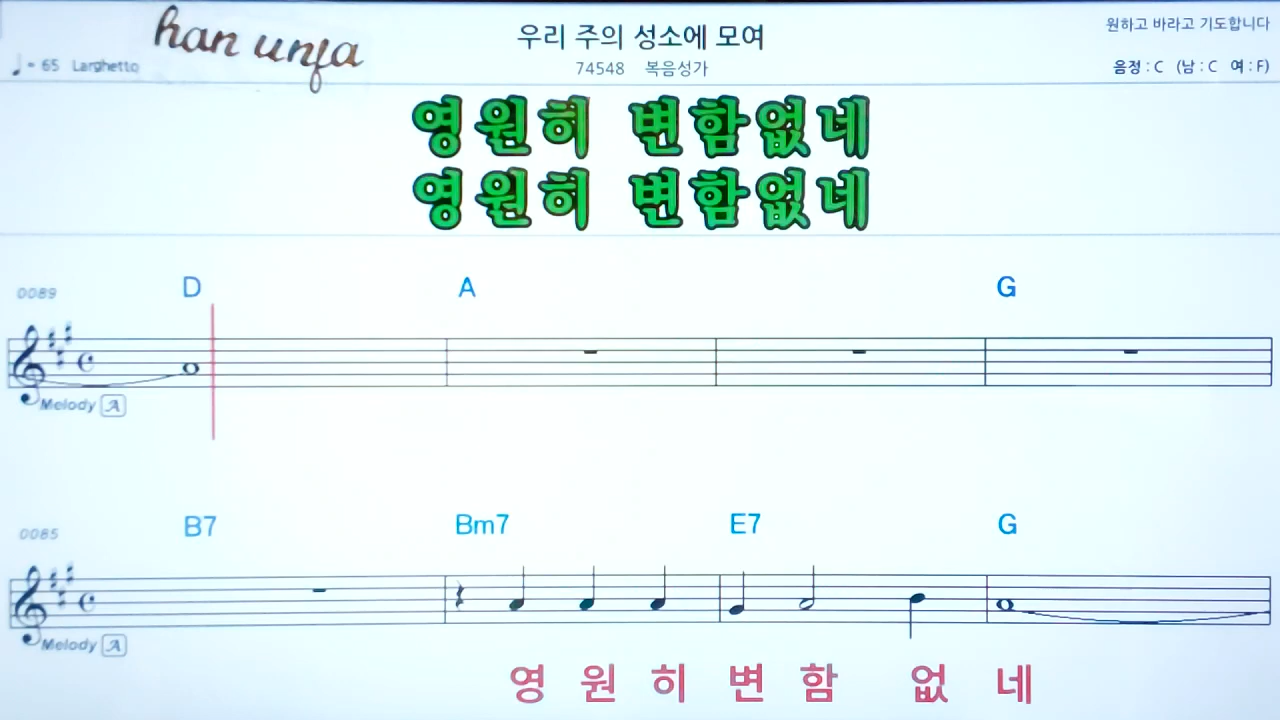 han unfa
우리 주의 성소에 모여
원하고 바라고 기도합니다
♩= 65 Larghetto
74548 복음성가
음정 : C (남 : C 여 : F)
영원히 변함없네
영원히 변함없네
0089
D A G
Melody A
0085
B7 Bm7 E7 G
Melody A
영 원 히 변 함 없 네